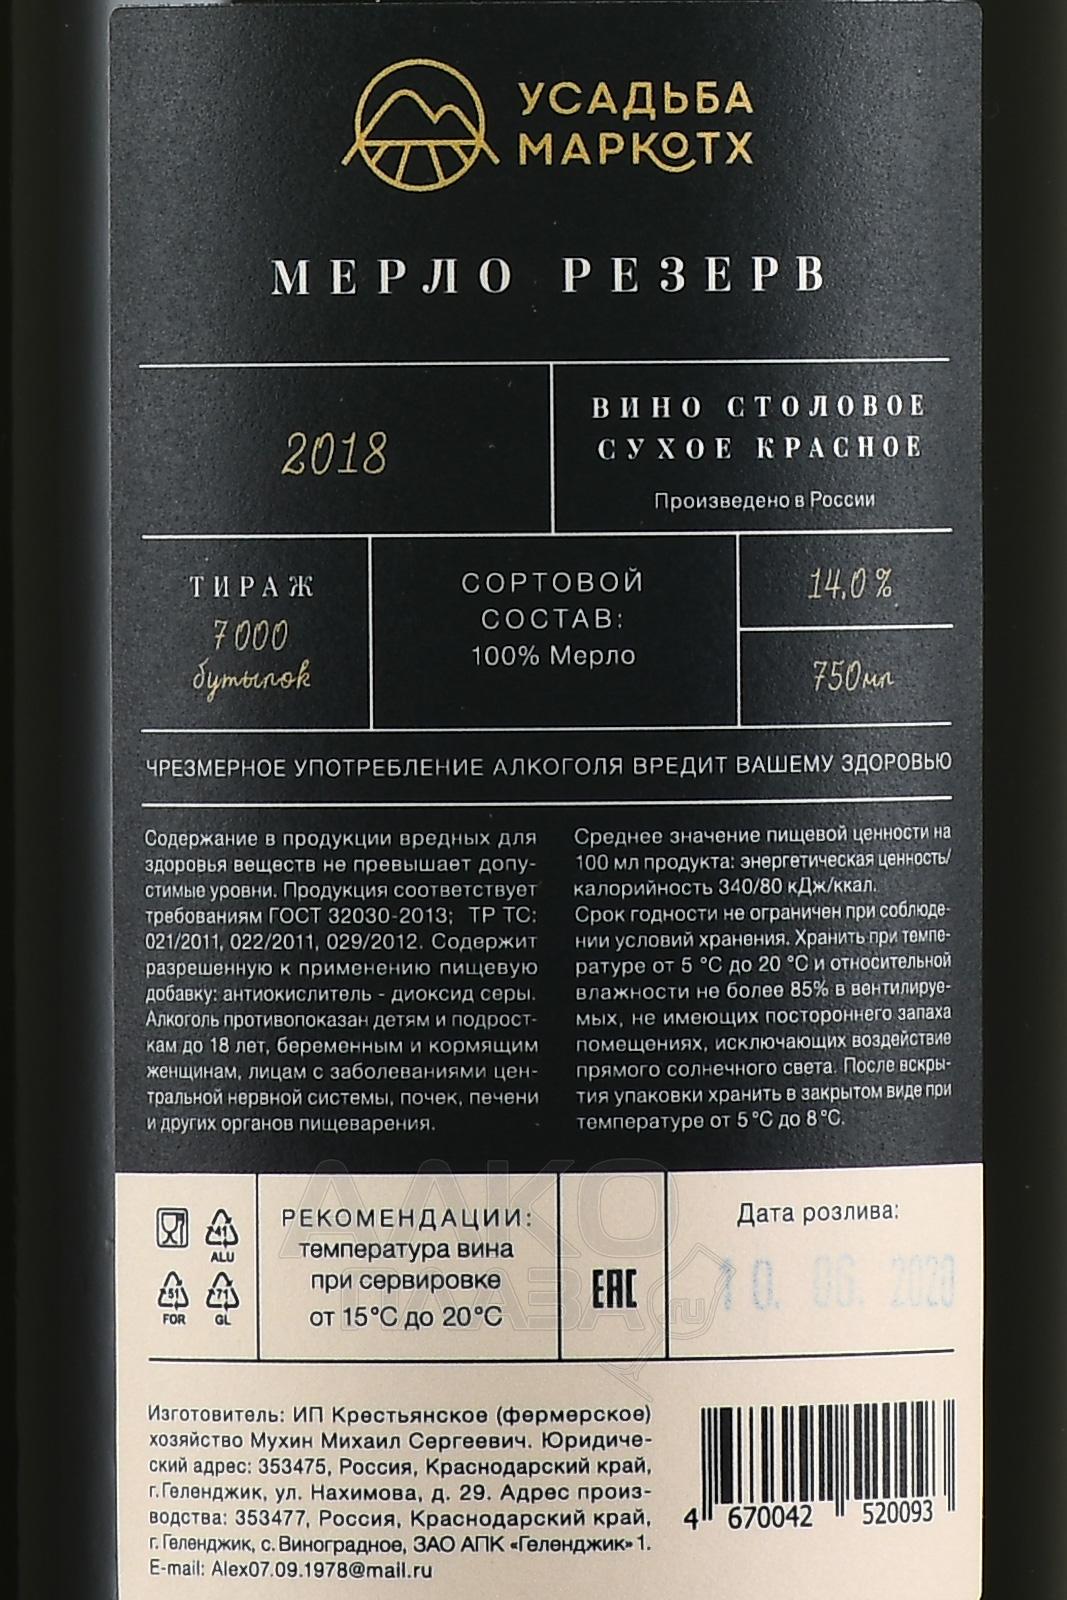 УСАДЬБА
МАРКОТХ
МЕРЛО РЕЗЕРВ
2018
ВИНО СТОЛОВОЕ
СУХОЕ КРАСНОЕ
Произведено в России
ТИРАЖ
7000
бутылок
СОРТОВОЙ
СОСТАВ:
100% Мерло
14.0%
750мл
ЧРЕЗМЕРНОЕ УПОТРЕБЛЕНИЕ АЛКОГОЛЯ ВРЕДИТ ВАШЕМУ ЗДОРОВЬЮ
Содержание в продукции вредных для
здоровья веществ не превышает допу-
стимые уровни. Продукция соответствует
требованиям ГОСТ 32030-2013; ТР ТС:
021/2011, 022/2011, 029/2012. Содержит
разрешенную к применению пищевую
добавку: антиокислитель - диоксид серы.
Алкоголь противопоказан детям и подрост-
кам до 18 лет, беременным и кормящим
женщинам, лицам с заболеваниями цен-
тральной нервной системы, почек, печени
и других органов пищеварения.
Среднее значение пищевой ценности на
100 мл продукта: энергетическая ценность/
калорийность 340/80 кДж/ккал.
Срок годности не ограничен при соблюде-
нии условий хранения. Хранить при темпе-
ратуре от 5 °С до 20 °С и относительной
влажности не более 85% в вентилируе-
мых, не имеющих постороннего запаха
помещениях, исключающих воздействие
прямого солнечного света. После вскры-
тия упаковки хранить в закрытом виде при
температуре от 5 °С до 8 °С.
41
ALU
51
FOR
71
GL
РЕКОМЕНДАЦИИ:
температура вина
при сервировке
от 15°С до 20°С
EAC
Дата розлива:
10. 06. 2020
АЛКО
ПЛАЗА
.ru
Изготовитель: ИП Крестьянское (фермерское)
хозяйство Мухин Михаил Сергеевич. Юридиче-
ский адрес: 353475, Россия, Краснодарский край,
г. Геленджик, ул. Нахимова, д. 29. Адрес произ-
водства: 353477, Россия, Краснодарский край,
г. Геленджик, с. Виноградное, ЗАО АПК «Геленджик» 1.
E-mail: Alex07.09.1978@mail.ru
4 670042 520093